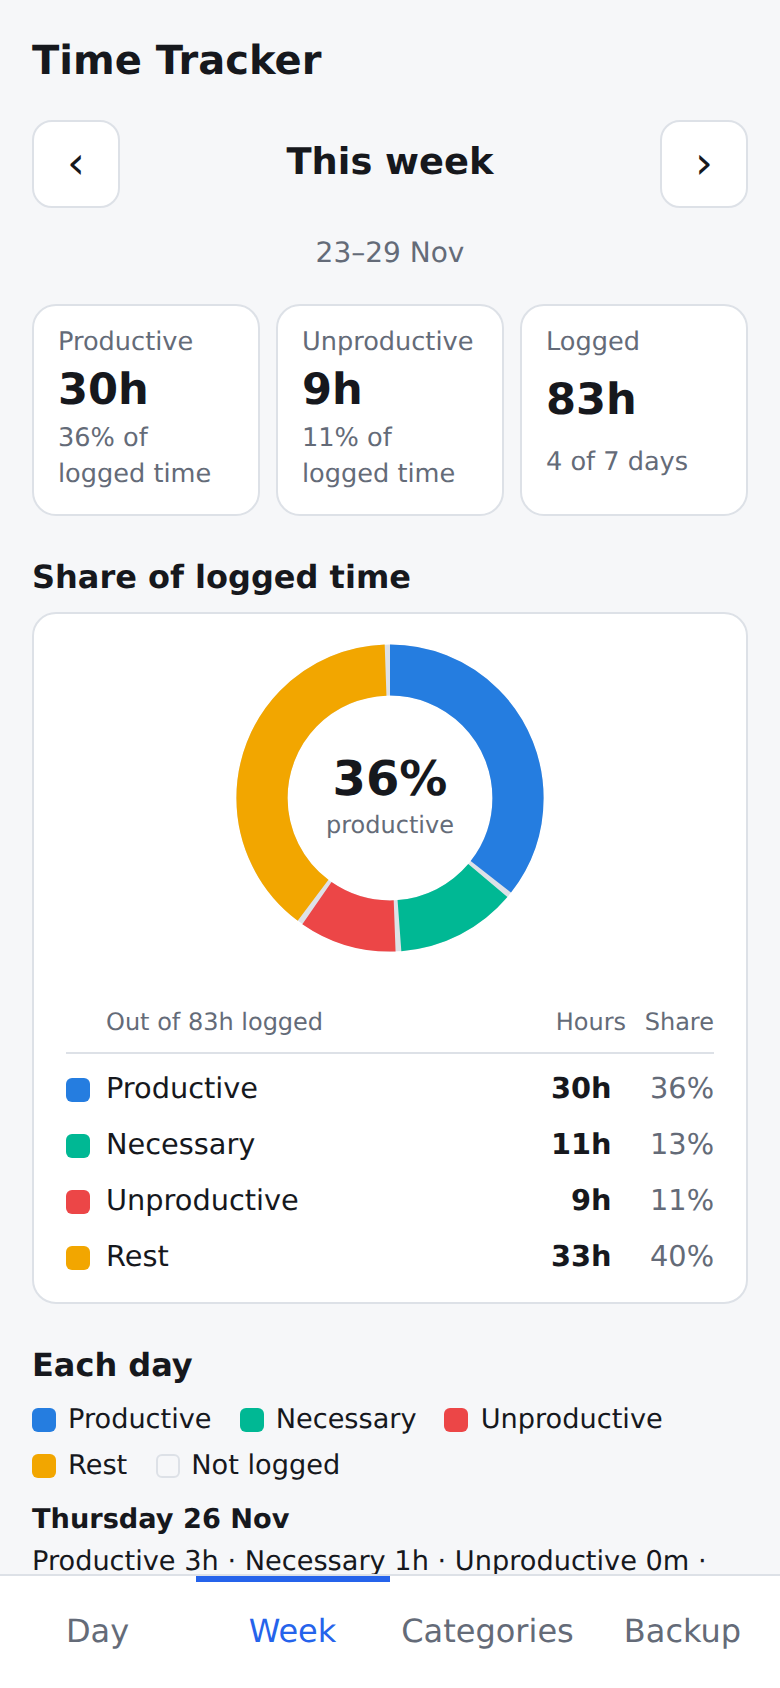 Time Tracker
‹ This week ›
23–29 Nov
Productive
30h
36% of
logged time
Unproductive
9h
11% of
logged time
Logged
83h
4 of 7 days
Share of logged time
36%
productive
Out of 83h logged Hours Share
Productive 30h 36%
Necessary 11h 13%
Unproductive 9h 11%
Rest 33h 40%
Each day
Productive Necessary Unproductive
Rest Not logged
Thursday 26 Nov
Productive 3h · Necessary 1h · Unproductive 0m ·
Day Week Categories Backup